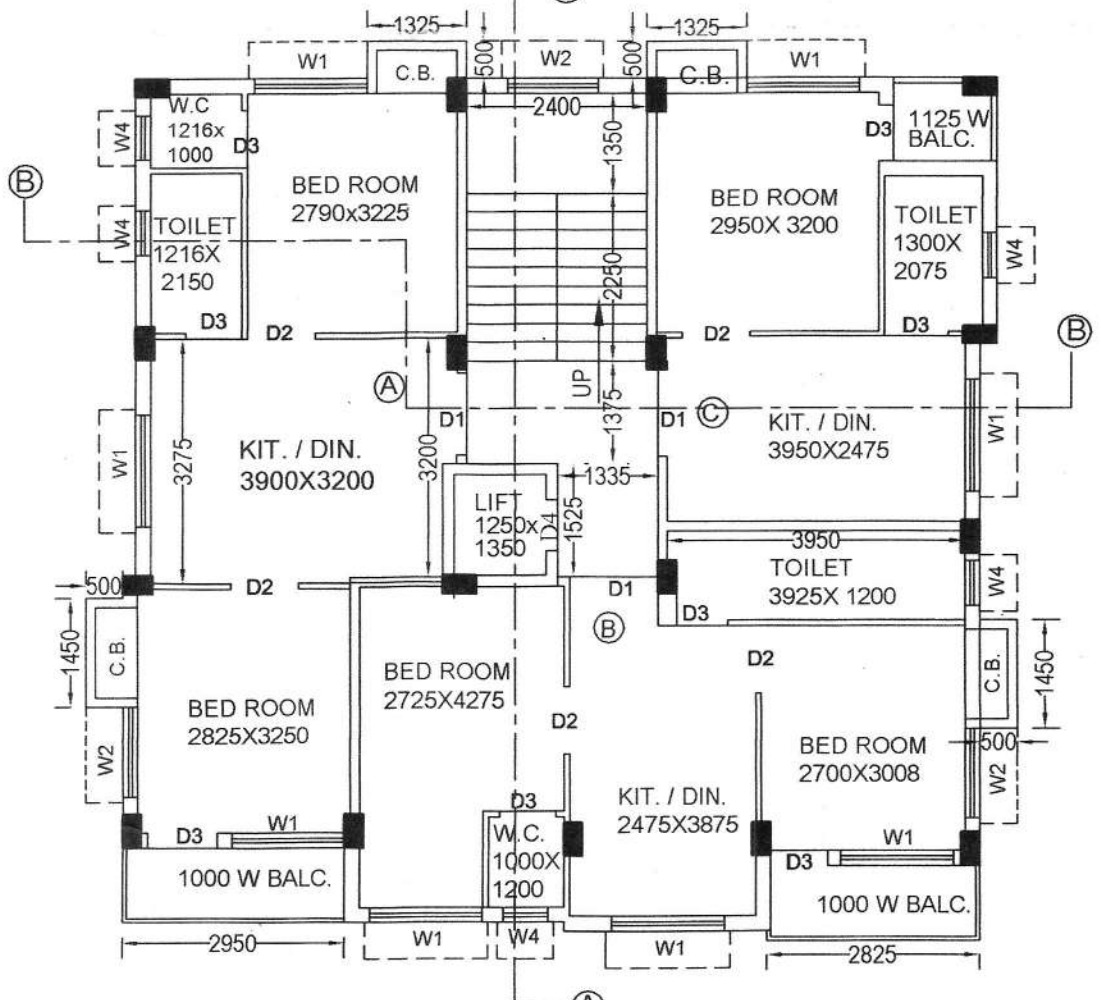 1325
1325
W1
500
W2
500
W1
C.B.
C.B.
2400
W.C
1216x
1000
W4
D3
1350
D3
1125 W
BALC.
B
BED ROOM
2790x3225
BED ROOM
2950X 3200
W4
TOILET
1216X
2150
TOILET
1300X
2075
W4
2250
D3
D2
D2
D3
B
A
UP
1375
D1
D1
C
KIT. / DIN.
3950X2475
W1
W1
3275
KIT. / DIN.
3900X3200
3200
1335
LIFT
1250x
1350
D4
1525
3950
TOILET
3925X 1200
W4
500
D2
D1
D3
B
1450
C.B.
BED ROOM
2725X4275
D2
C.B.
1450
BED ROOM
2825X3250
D2
W2
BED ROOM
2700X3008
500
W2
KIT. / DIN.
2475X3875
D3
W.C.
1000X
1200
D3
W1
W1
D3
1000 W BALC.
1000 W BALC.
2950
W1
W4
W1
2825
A